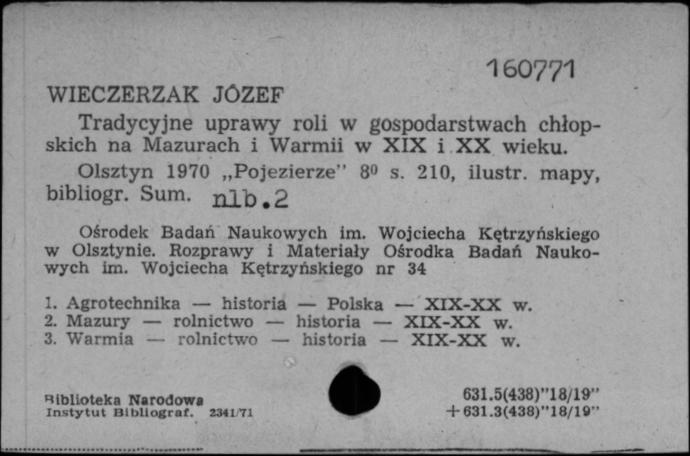 160771
WIECZERZAK JÓZEF
Tradycyjne uprawy roli w gospodarstwach chłop-
skich na Mazurach i Warmii w XIX i XX wieku.
Olsztyn 1970 „Pojezierze" 8⁰ s. 210, ilustr. mapy,
bibliogr. Sum. nlb.2
Ośrodek Badań Naukowych im. Wojciecha Kętrzyńskiego
w Olsztynie. Rozprawy i Materiały Ośrodka Badań Nauko-
wych im. Wojciecha Kętrzyńskiego nr 34
1. Agrotechnika — historia — Polska — XIX-XX w.
2. Mazury — rolnictwo — historia — XIX-XX w.
3. Warmia — rolnictwo — historia — XIX-XX w.
Biblioteka Narodowa 631.5(438)"18/19"
Instytut Bibliograf. 2341/71 +631.3(438)"18/19"